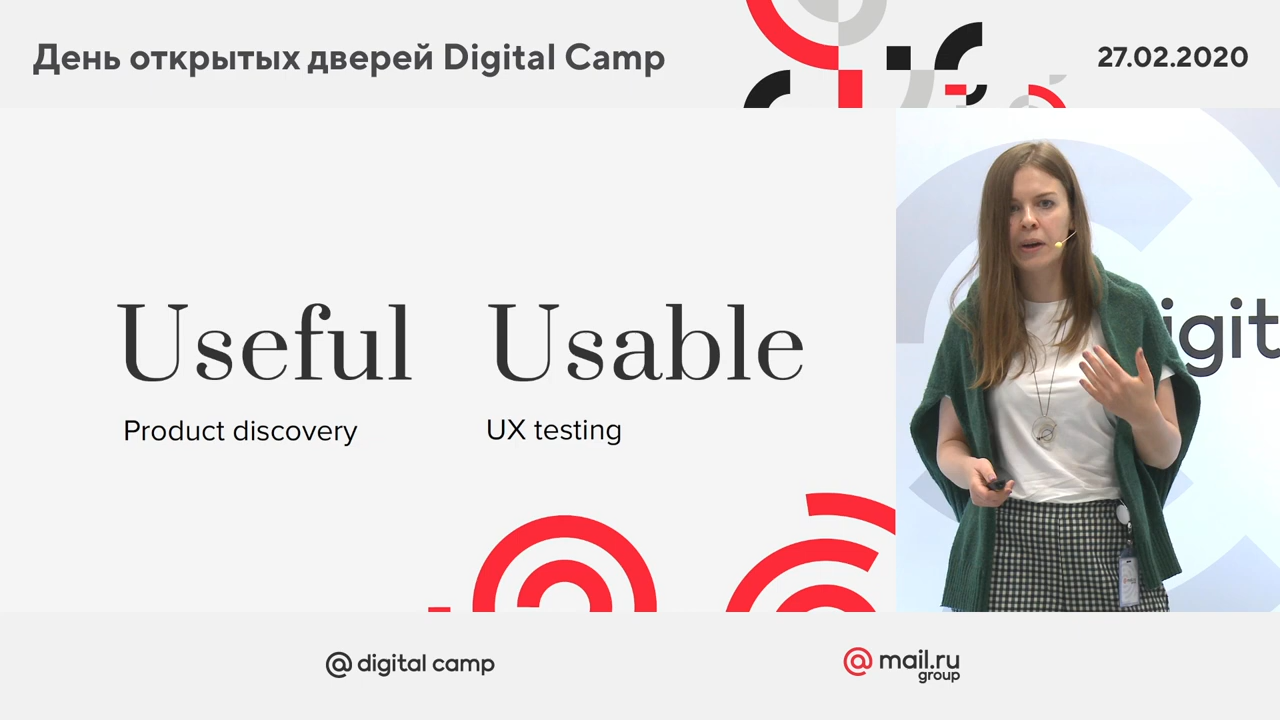 День открытых дверей Digital Camp
27.02.2020
Useful Usable
Product discovery
UX testing
igit
@ digital camp
@ mail.ru
group